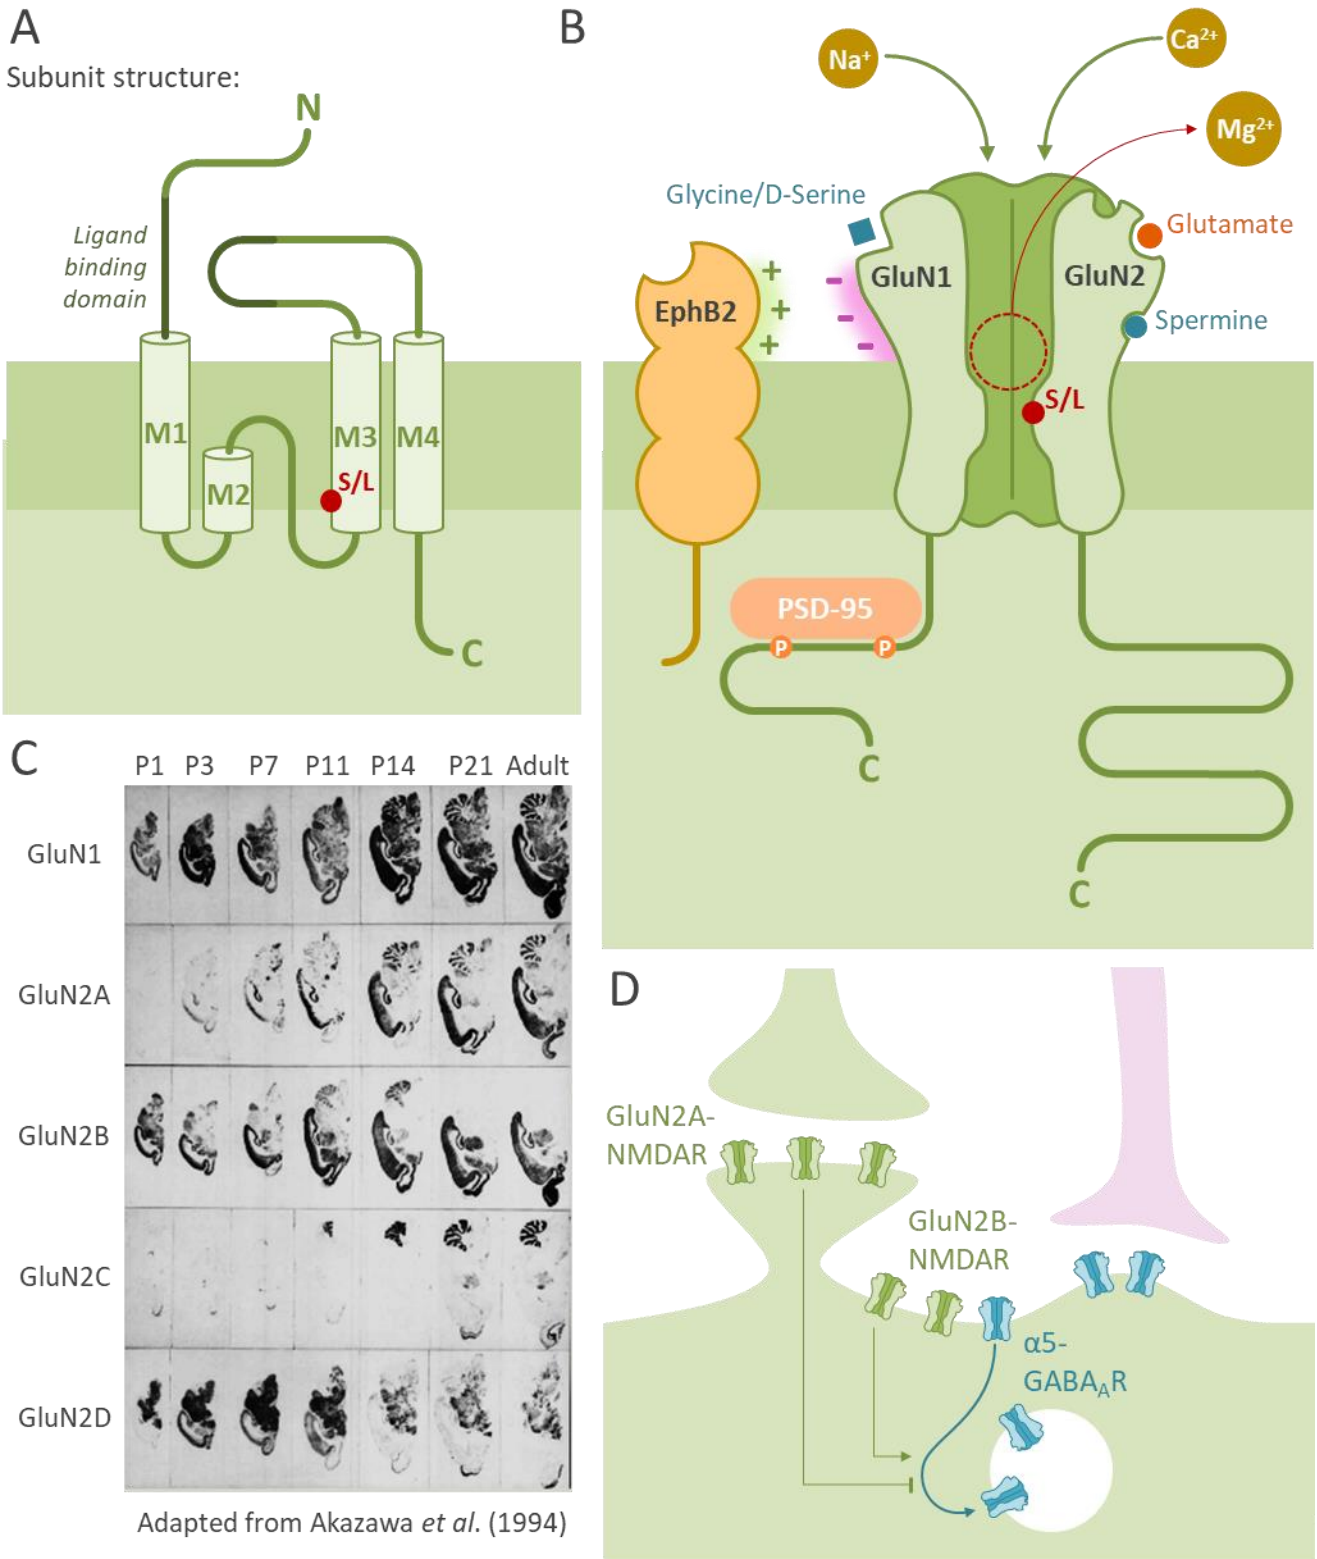 A
Subunit structure:
N
Ligand
binding
domain
M1
M2
M3
M4
S/L
C
B
Na⁺
Ca²⁺
Mg²⁺
Glycine/D-Serine
Glutamate
EphB2
GluN1
GluN2
+
+
+
-
-
-
Spermine
S/L
PSD-95
P
P
C
C
C
P1 P3 P7 P11 P14 P21 Adult
GluN1
GluN2A
GluN2B
GluN2C
GluN2D
Adapted from Akazawa et al. (1994)
D
GluN2A-
NMDAR
GluN2B-
NMDAR
α5-
GABA_AR